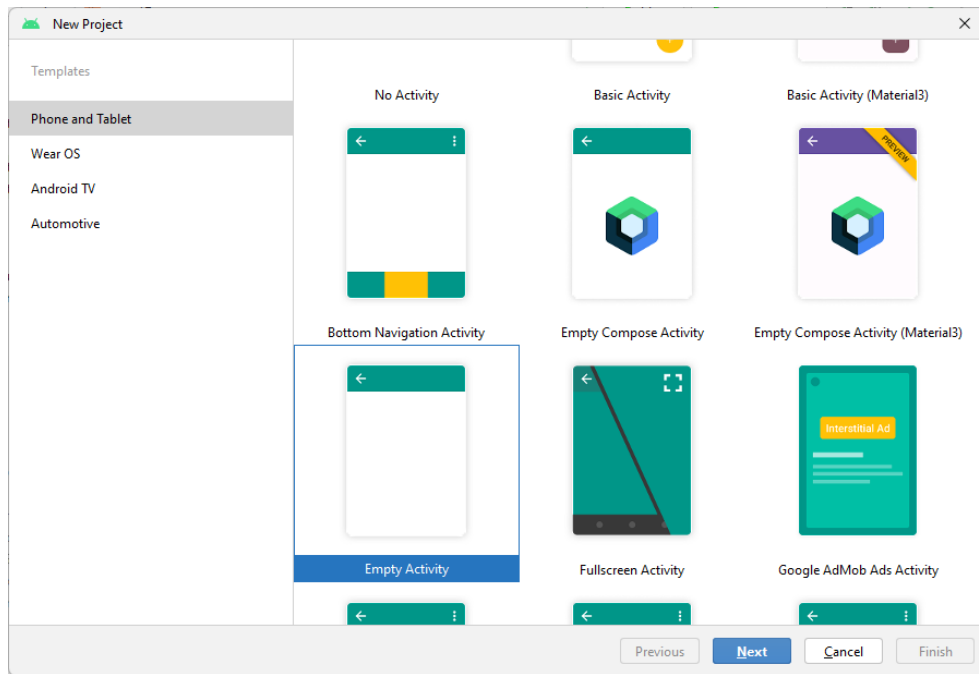 New Project
Templates
Phone and Tablet
Wear OS
Android TV
Automotive
No Activity
Basic Activity
Basic Activity (Material3)
PREVIEW
Bottom Navigation Activity
Empty Compose Activity
Empty Compose Activity (Material3)
Interstitial Ad
Empty Activity
Fullscreen Activity
Google AdMob Ads Activity
Previous
Next
Cancel
Finish